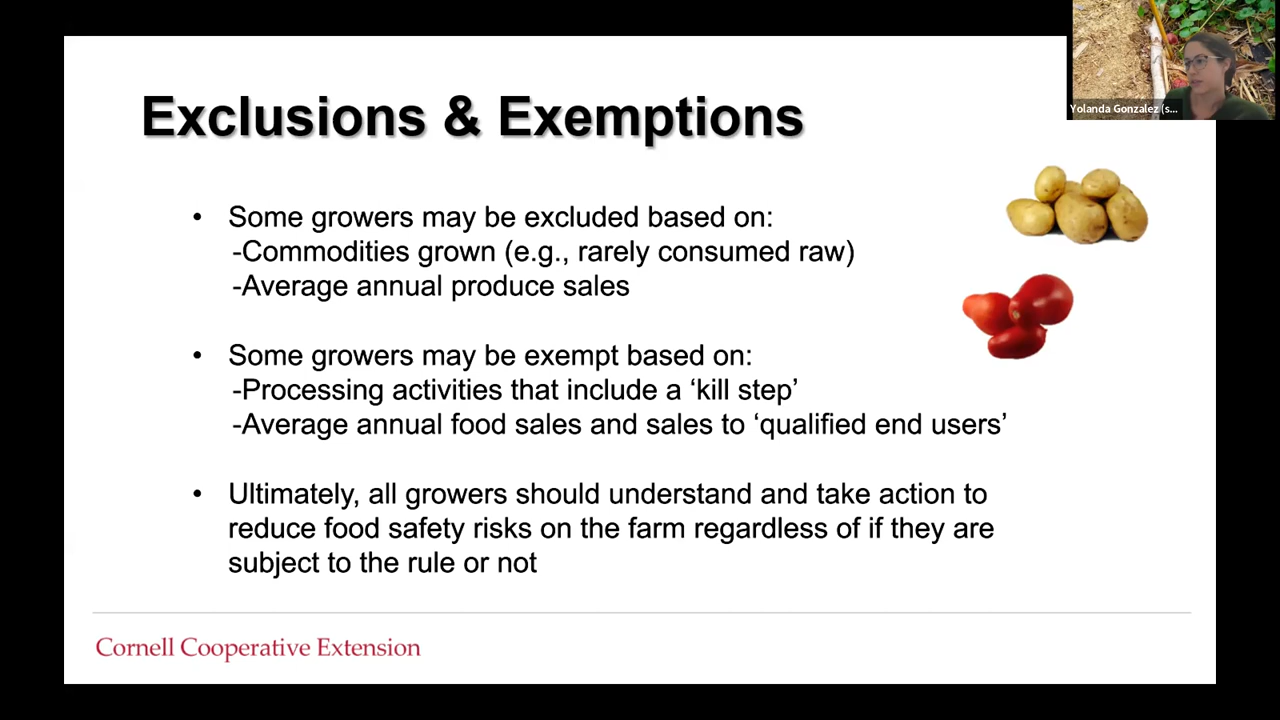 Yolanda Gonzalez (s...
Exclusions & Exemptions
• Some growers may be excluded based on:
-Commodities grown (e.g., rarely consumed raw)
-Average annual produce sales
• Some growers may be exempt based on:
-Processing activities that include a ‘kill step’
-Average annual food sales and sales to ‘qualified end users’
• Ultimately, all growers should understand and take action to
reduce food safety risks on the farm regardless of if they are
subject to the rule or not
Cornell Cooperative Extension